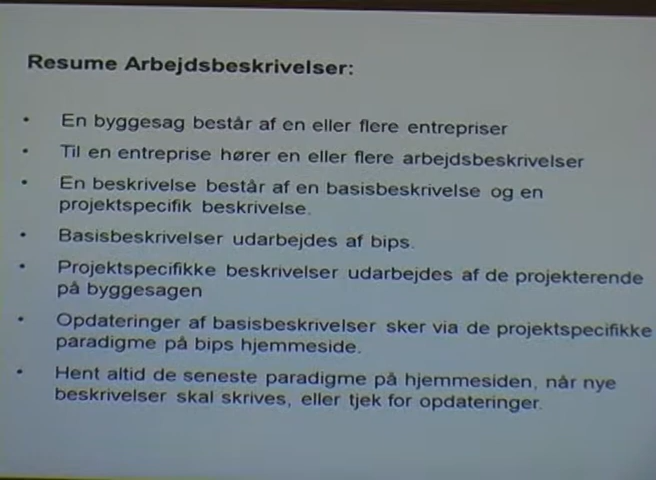 Resume Arbejdsbeskrivelser:
• En byggesag består af en eller flere entrepriser
• Til en entreprise hører en eller flere arbejdsbeskrivelser
• En beskrivelse består af en basisbeskrivelse og en
projektspecifik beskrivelse.
• Basisbeskrivelser udarbejdes af bips.
• Projektspecifikke beskrivelser udarbejdes af de projekterende
på byggesagen
• Opdateringer af basisbeskrivelser sker via de projektspecifikke
paradigme på bips hjemmeside.
• Hent altid de seneste paradigme på hjemmesiden, når nye
beskrivelser skal skrives, eller tjek for opdateringer.